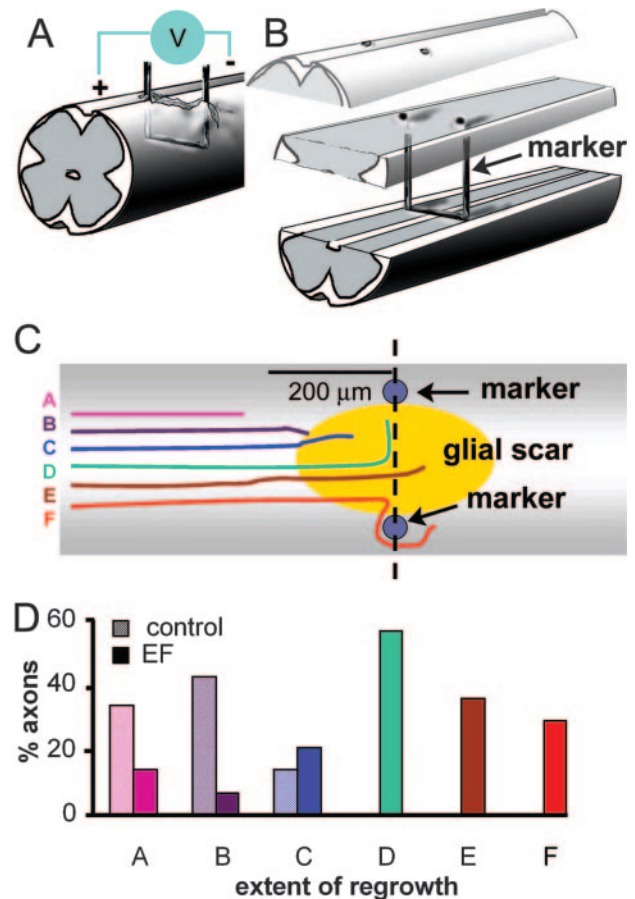 A
V
+
-
B
marker
C
200 μm
marker
A
B
C
D
E
F
glial scar
marker
D
control
EF
60
40
20
0
% axons
A B C D E F
extent of regrowth